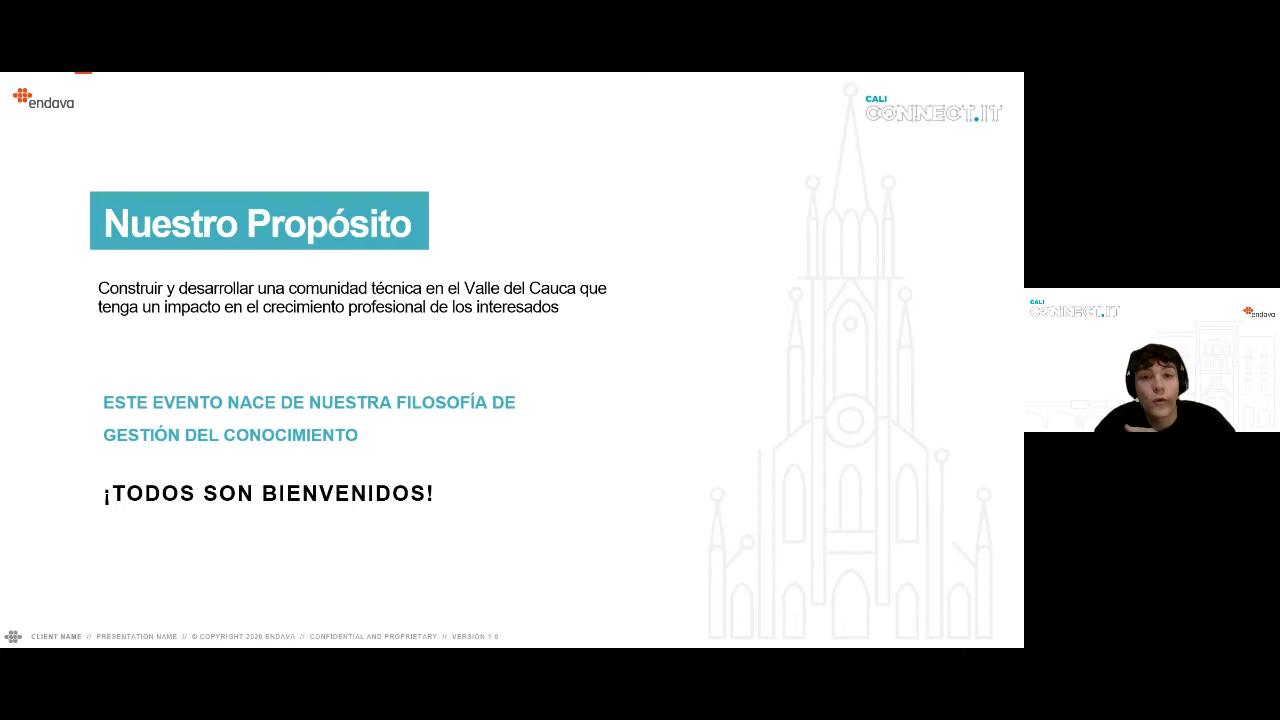 endava
CALI
CONNECT.IT
Nuestro Propósito
Construir y desarrollar una comunidad técnica en el Valle del Cauca que
tenga un impacto en el crecimiento profesional de los interesados
ESTE EVENTO NACE DE NUESTRA FILOSOFÍA DE
GESTIÓN DEL CONOCIMIENTO
¡TODOS SON BIENVENIDOS!
CLIENT NAME // PRESENTATION NAME // © COPYRIGHT 2020 ENDAVA // CONFIDENTIAL AND PROPRIETARY // VERSION 1.0
CALI
CONNECT.IT
endava